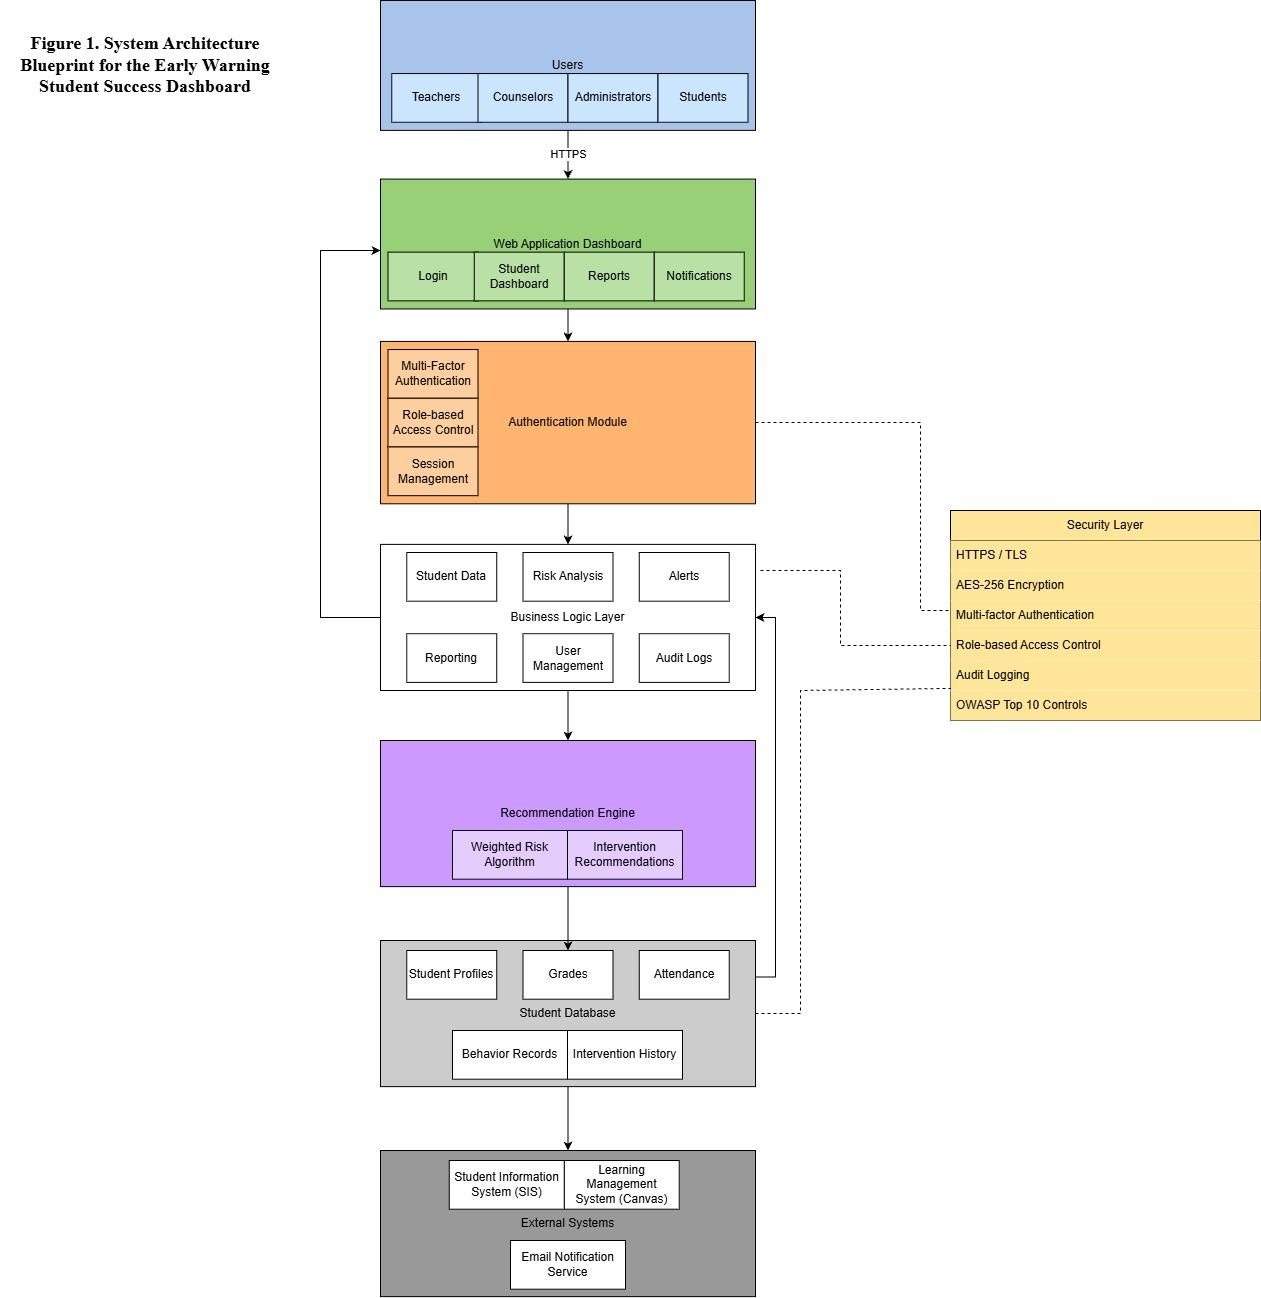 Figure 1. System Architecture
Blueprint for the Early Warning
Student Success Dashboard
Users
Teachers
Counselors
Administrators
Students
HTTPS
Web Application Dashboard
Login
Student
Dashboard
Reports
Notifications
Multi-Factor
Authentication
Role-based
Access Control
Session
Management
Authentication Module
Student Data
Risk Analysis
Alerts
Business Logic Layer
Reporting
User
Management
Audit Logs
Security Layer
HTTPS / TLS
AES-256 Encryption
Multi-factor Authentication
Role-based Access Control
Audit Logging
OWASP Top 10 Controls
Recommendation Engine
Weighted Risk
Algorithm
Intervention
Recommendations
Student Profiles
Grades
Attendance
Student Database
Behavior Records
Intervention History
Student Information
System (SIS)
Learning
Management
System (Canvas)
External Systems
Email Notification
Service